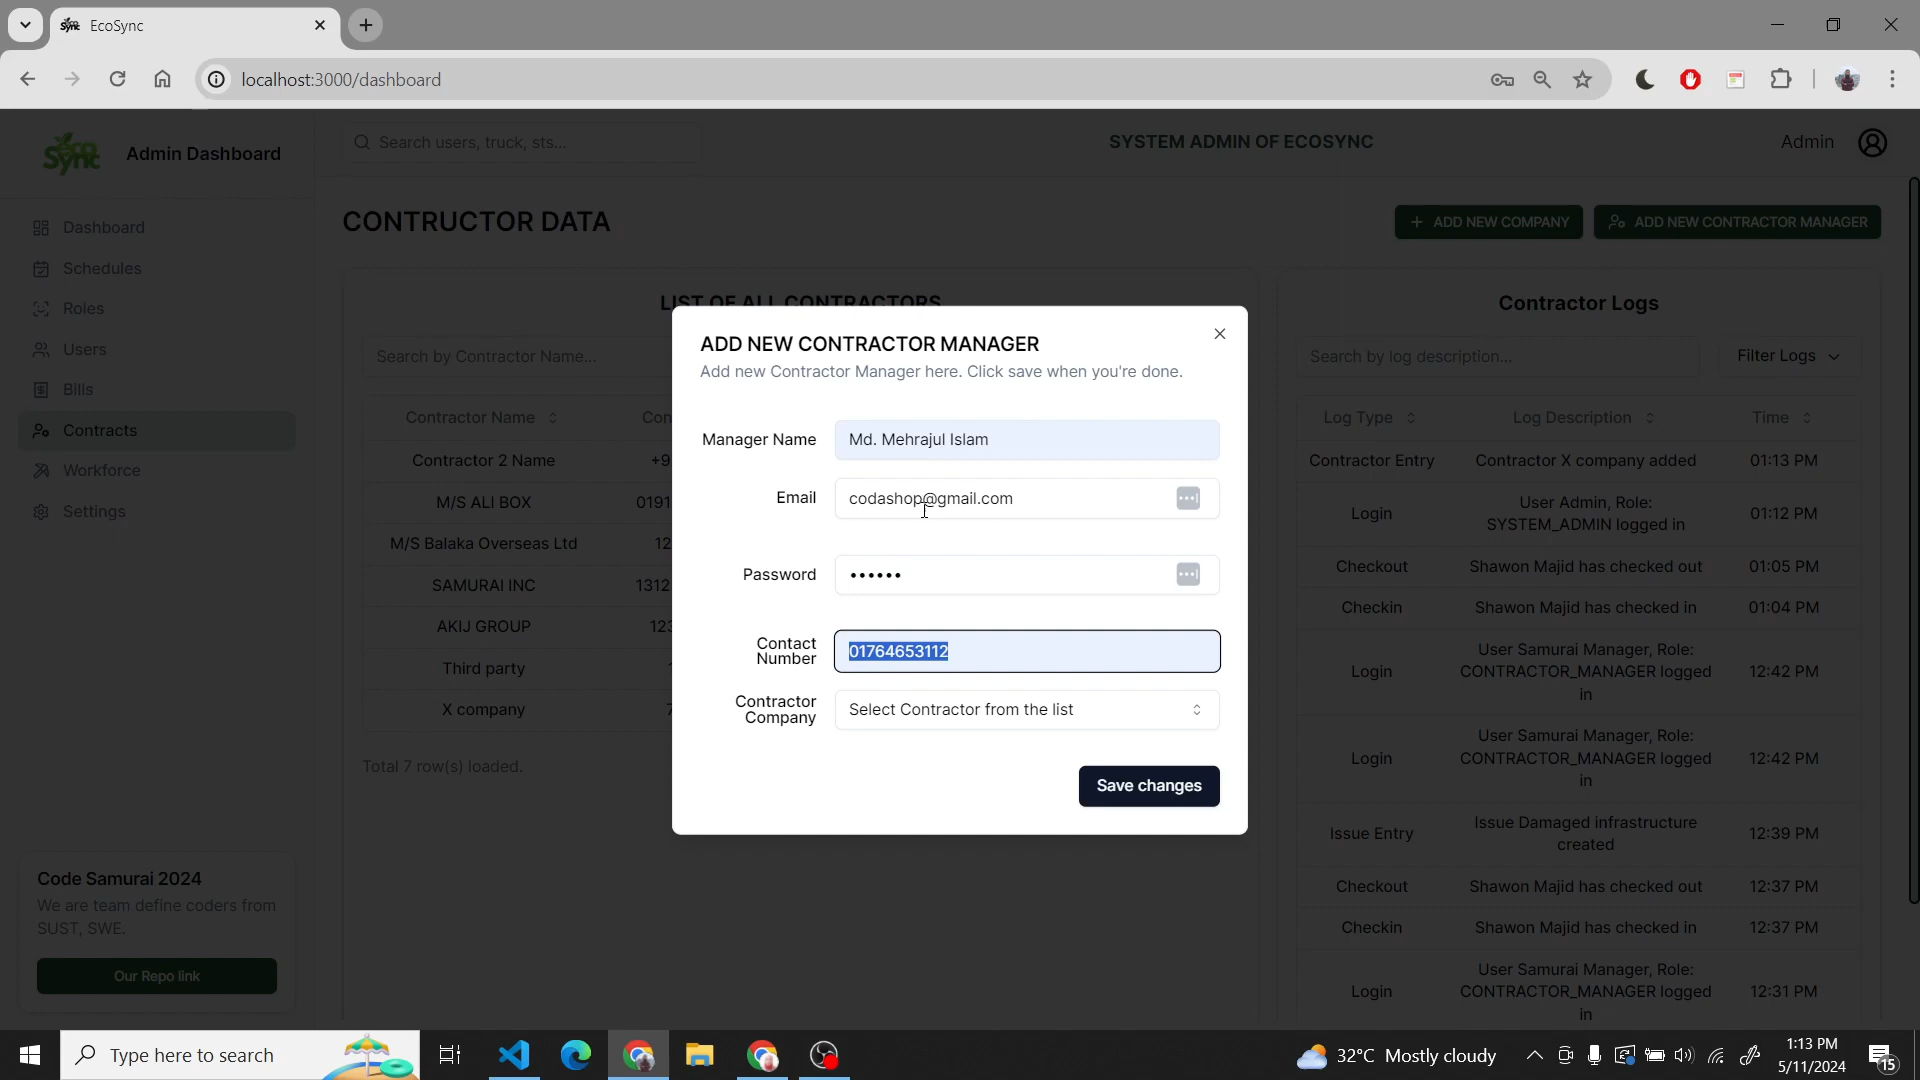 EcoSync
localhost:3000/dashboard
Eco
Sync
Admin Dashboard
Search users, truck, sts...
SYSTEM ADMIN OF ECOSYNC
Admin
Dashboard
Schedules
Roles
Users
Bills
Contracts
Workforce
Settings
CONTRUCTOR DATA
ADD NEW COMPANY
ADD NEW CONTRACTOR MANAGER
LIST OF ALL CONTRACTORS
Search by Contractor Name...
Contractor Name
Con
Contractor 2 Name
+9
M/S ALI BOX
0191
M/S Balaka Overseas Ltd
12
SAMURAI INC
1312
AKIJ GROUP
123
Third party
X company
7
Total 7 row(s) loaded.
ADD NEW CONTRACTOR MANAGER
Add new Contractor Manager here. Click save when you're done.
Manager Name
Md. Mehrajul Islam
Email
codashop@gmail.com
Password
••••••
Contact
Number
01764653112
Contractor
Company
Select Contractor from the list
Save changes
Contractor Logs
Search by log description...
Filter Logs
Log Type
Log Description
Time
Contractor Entry
Contractor X company added
01:13 PM
Login
User Admin, Role:
SYSTEM_ADMIN logged in
01:12 PM
Checkout
Shawon Majid has checked out
01:05 PM
Checkin
Shawon Majid has checked in
01:04 PM
Login
User Samurai Manager, Role:
CONTRACTOR_MANAGER logged
in
12:42 PM
Login
User Samurai Manager, Role:
CONTRACTOR_MANAGER logged
in
12:42 PM
Issue Entry
Issue Damaged infrastructure
created
12:39 PM
Checkout
Shawon Majid has checked out
12:37 PM
Checkin
Shawon Majid has checked in
12:37 PM
Login
User Samurai Manager, Role:
CONTRACTOR_MANAGER logged
in
12:31 PM
Code Samurai 2024
We are team define coders from
SUST, SWE.
Our Repo link
Type here to search
32°C Mostly cloudy
1:13 PM
5/11/2024
15